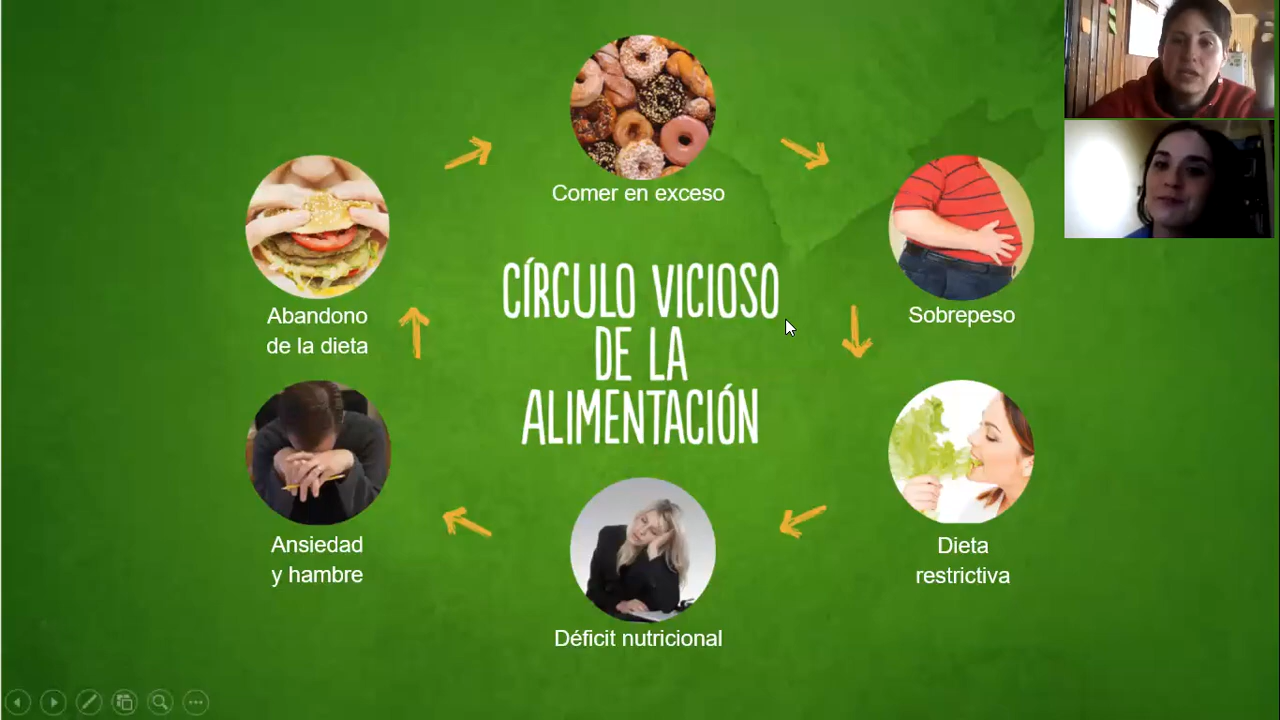 Comer en exceso
Sobrepeso
Dieta
restrictiva
Déficit nutricional
Ansiedad
y hambre
Abandono
de la dieta
CÍRCULO VICIOSO
DE LA
ALIMENTACIÓN